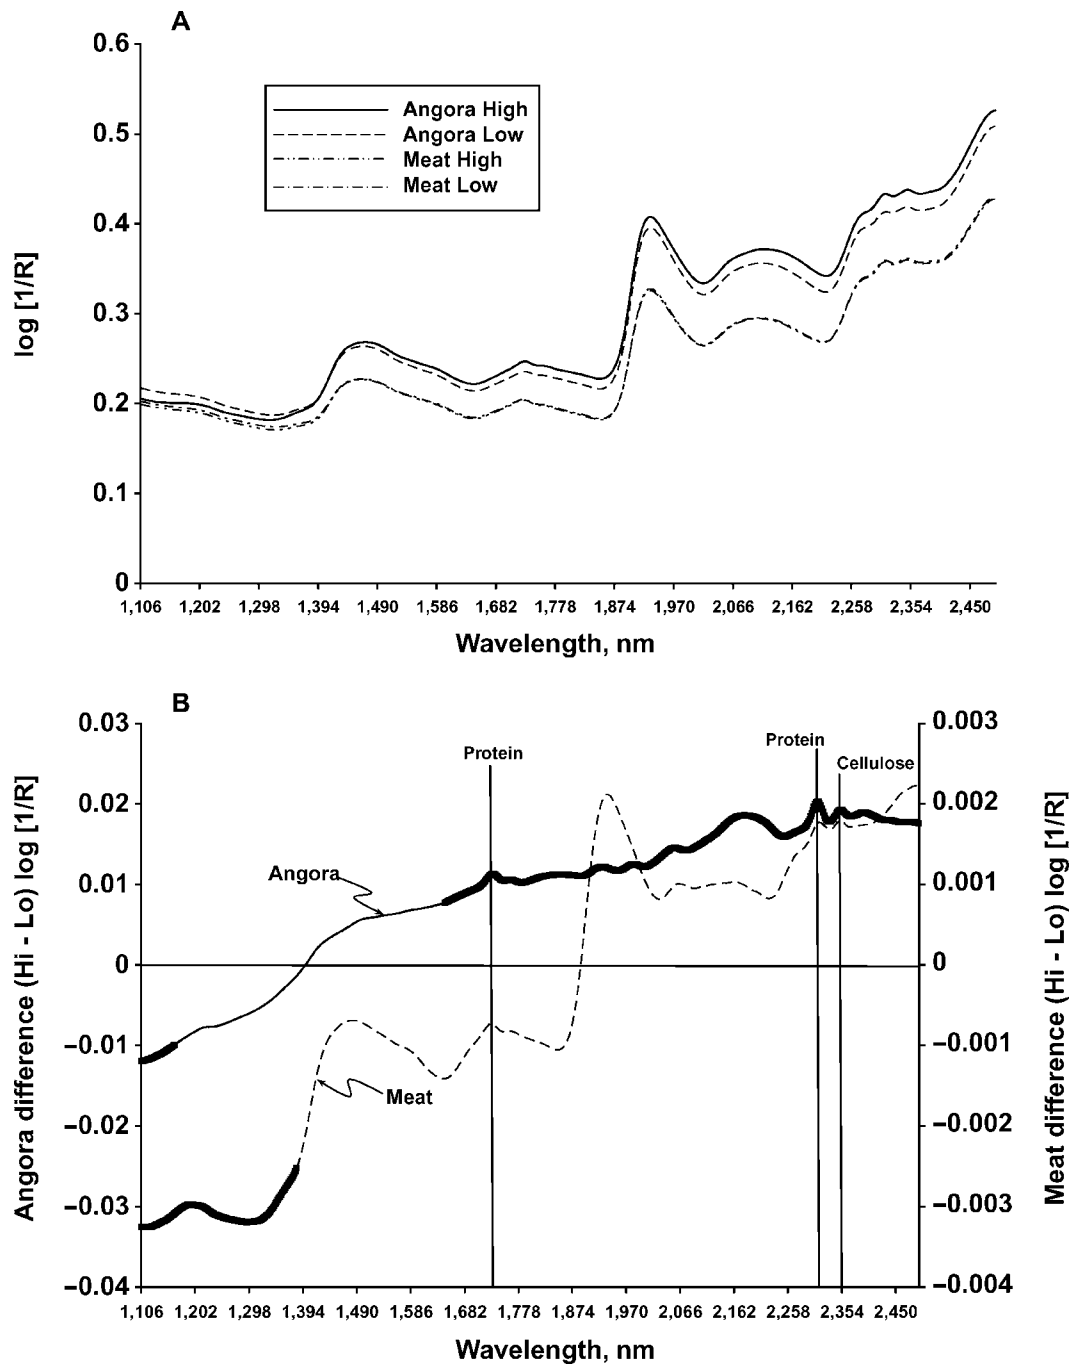 A
log [1/R]
0.6
0.5
0.4
0.3
0.2
0.1
0
Angora High
Angora Low
Meat High
Meat Low
1,106 1,202 1,298 1,394 1,490 1,586 1,682 1,778 1,874 1,970 2,066 2,162 2,258 2,354 2,450
Wavelength, nm
B
Angora difference (Hi - Lo) log [1/R]
0.03
0.02
0.01
0
−0.01
−0.02
−0.03
−0.04
Protein
Protein
Cellulose
Angora
Meat
0.003
0.002
0.001
0
−0.001
−0.002
−0.003
−0.004
Meat difference (Hi - Lo) log [1/R]
1,106 1,202 1,298 1,394 1,490 1,586 1,682 1,778 1,874 1,970 2,066 2,162 2,258 2,354 2,450
Wavelength, nm